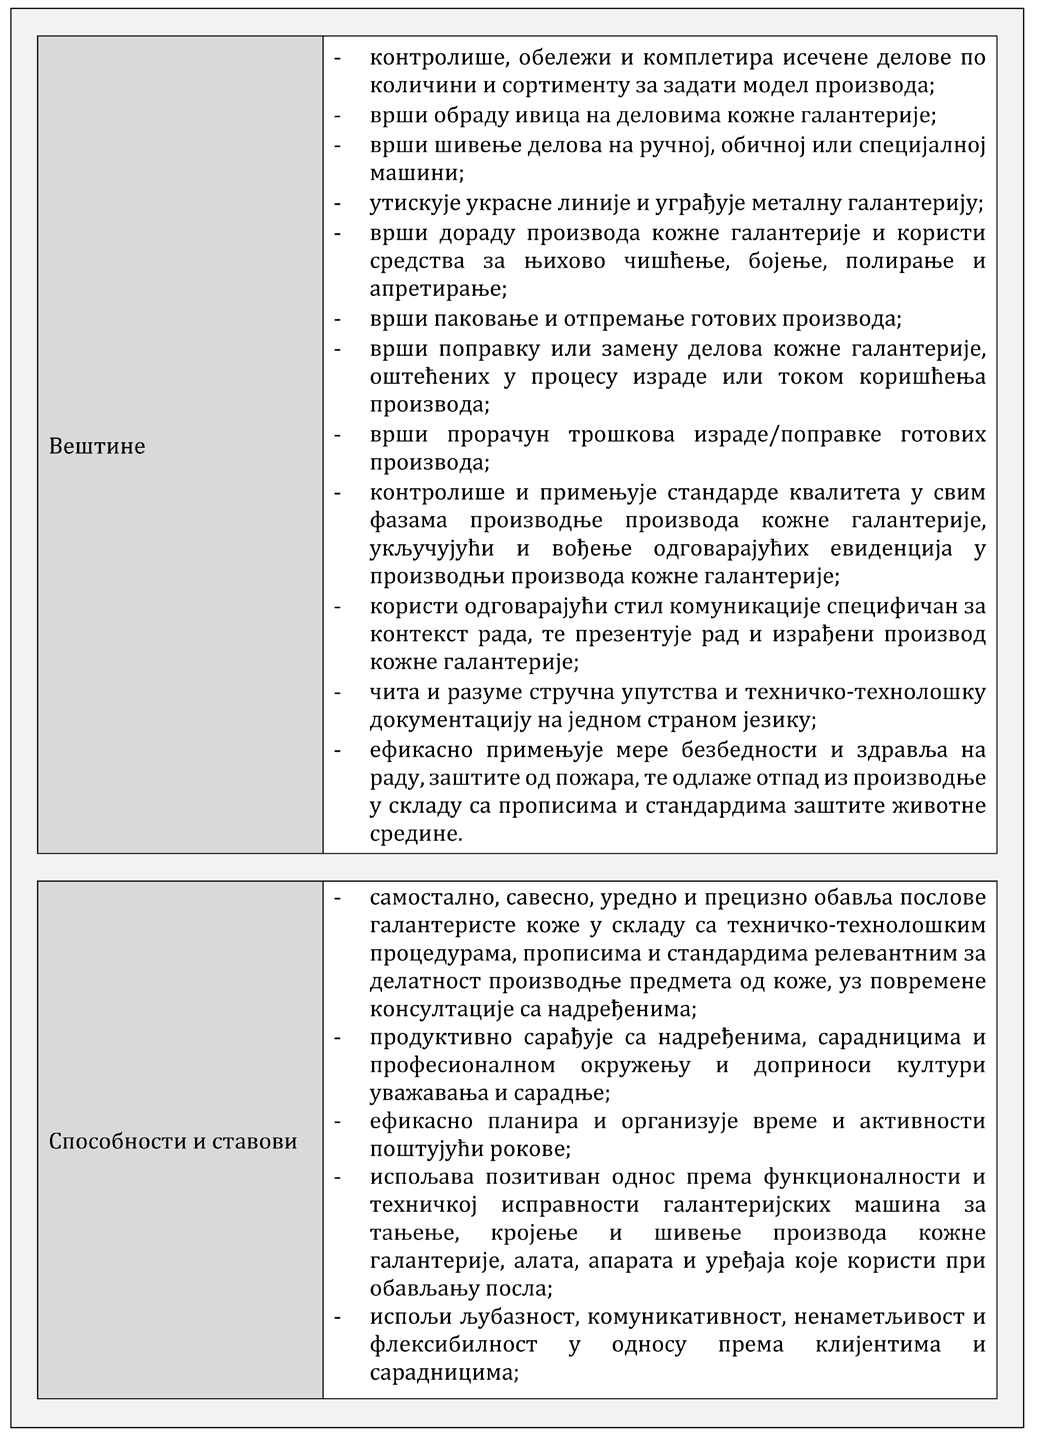 Вештине
- контролише, обележи и комплетира исечене делове по
количини и сортименту за задати модел производа;
- врши обраду ивица на деловима кожне галантерије;
- врши шивење делова на ручној, обичној или специјалној
машини;
- утискује украсне линије и уграђује металну галантерију;
- врши дораду производа кожне галантерије и користи
средства за њихово чишћење, бојење, полирање и
апретирање;
- врши паковање и отпремање готових производа;
- врши поправку или замену делова кожне галантерије,
оштећених у процесу израде или током коришћења
производа;
- врши прорачун трошкова израде/поправке готових
производа;
- контролише и примењује стандарде квалитета у свим
фазама производње производа кожне галантерије,
укључујући и вођење одговарајућих евиденција у
производњи производа кожне галантерије;
- користи одговарајући стил комуникације специфичан за
контекст рада, те презентује рад и израђени производ
кожне галантерије;
- чита и разуме стручна упутства и техничко-технолошку
документацију на једном страном језику;
- ефикасно примењује мере безбедности и здравља на
раду, заштите од пожара, те одлаже отпад из производње
у складу са прописима и стандардима заштите животне
средине.
Способности и ставови
- самостално, савесно, уредно и прецизно обавља послове
галантеристе коже у складу са техничко-технолошким
процедурама, прописима и стандардима релевантним за
делатност производње предмета од коже, уз повремене
консултације са надређенима;
- продуктивно сарађује са надређенима, сарадницима и
професионалном окружењу и доприноси култури
уважавања и сарадње;
- ефикасно планира и организује време и активности
поштујући рокове;
- испољава позитиван однос према функционалности и
техничкој исправности галантеријских машина за
тањење, кројење и шивење производа кожне
галантерије, алата, апарата и уређаја које користи при
обављању посла;
- испољи љубазност, комуникативност, ненаметљивост и
флексибилност у односу према клијентима и
сарадницима;